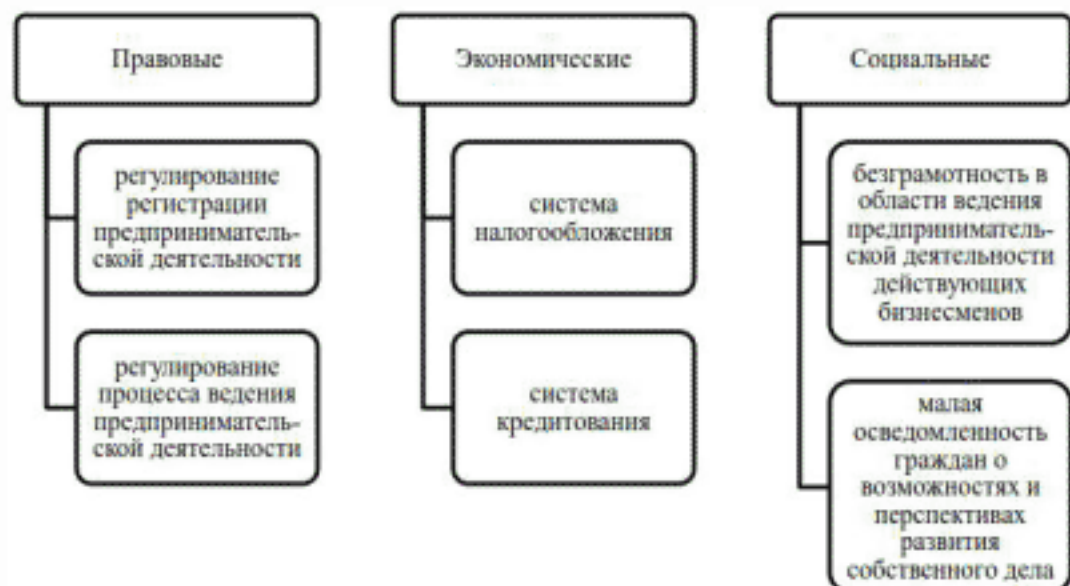 Правовые
регулирование
регистрации
предприниматель-
ской деятельности
регулирование
процесса ведения
предприниматель-
ской деятельности
Экономические
система
налогообложения
система
кредитования
Социальные
безграмотность в
области ведения
предприниматель-
ской деятельности
действующих
бизнесменов
малая
осведомленность
граждан о
возможностях и
перспективах
развития
собственного дела